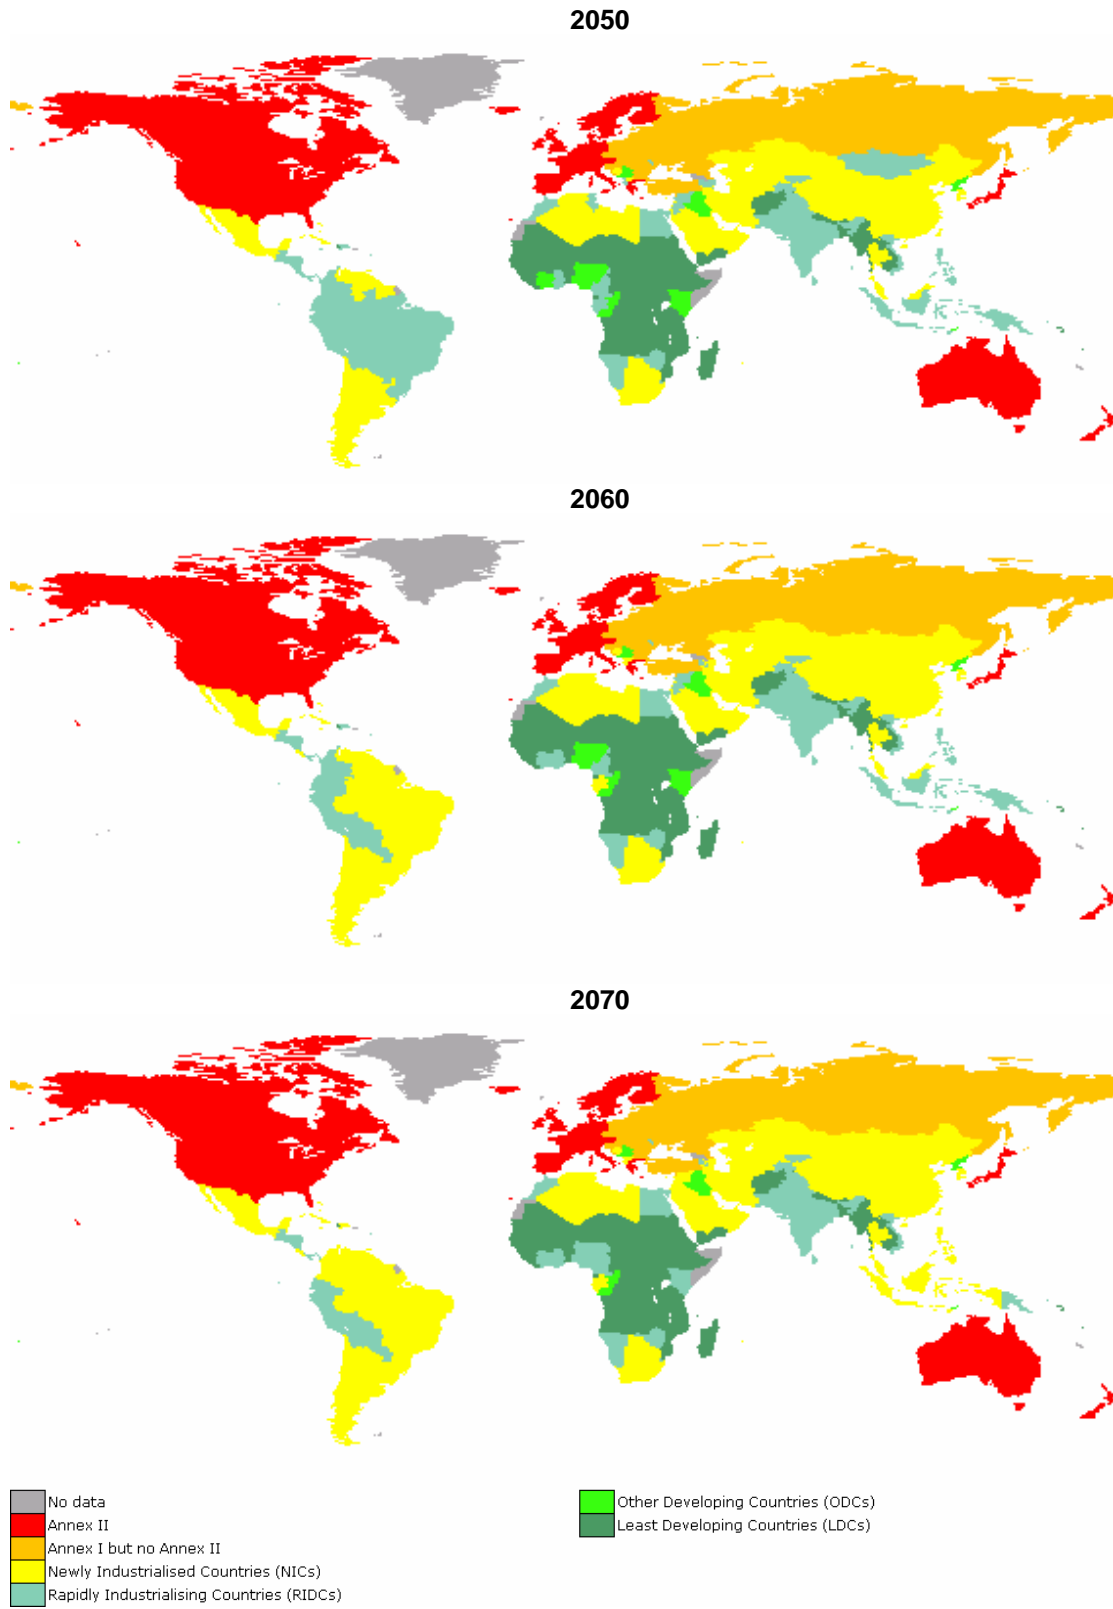 2050
2060
2070
No data
Annex II
Annex I but no Annex II
Newly Industrialised Countries (NICs)
Rapidly Industrialising Countries (RIDCs)
Other Developing Countries (ODCs)
Least Developing Countries (LDCs)